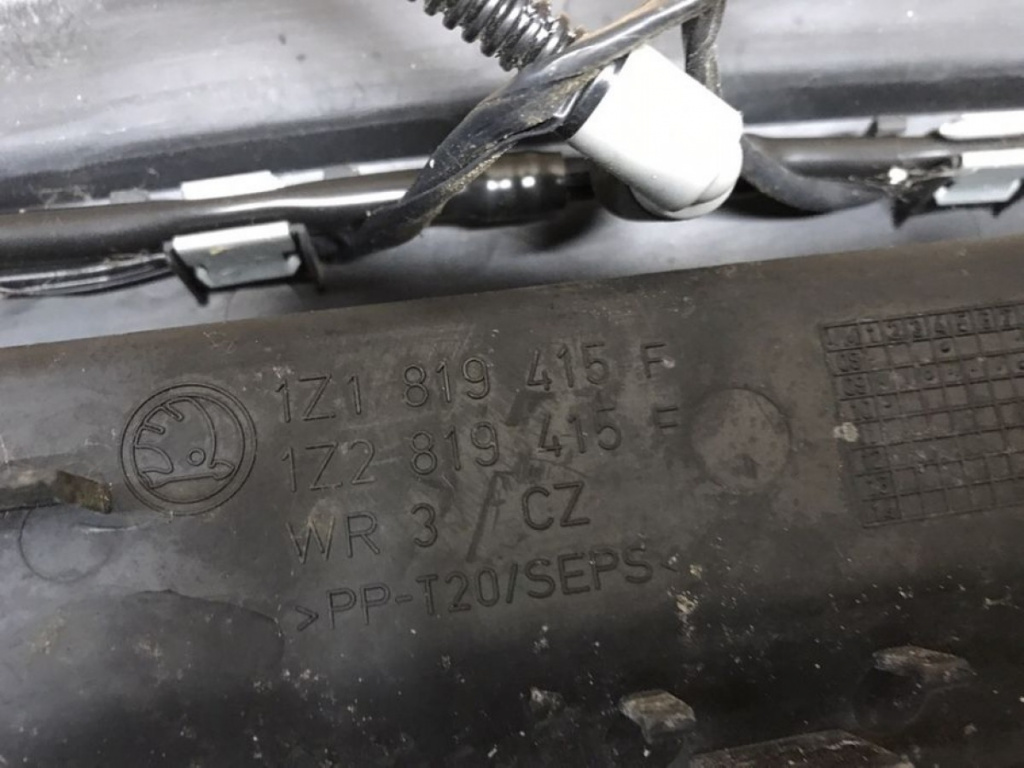 1Z1 819 415 F
1Z2 819 415 F
WR 3 / CZ
>PP-T20/SEPS<